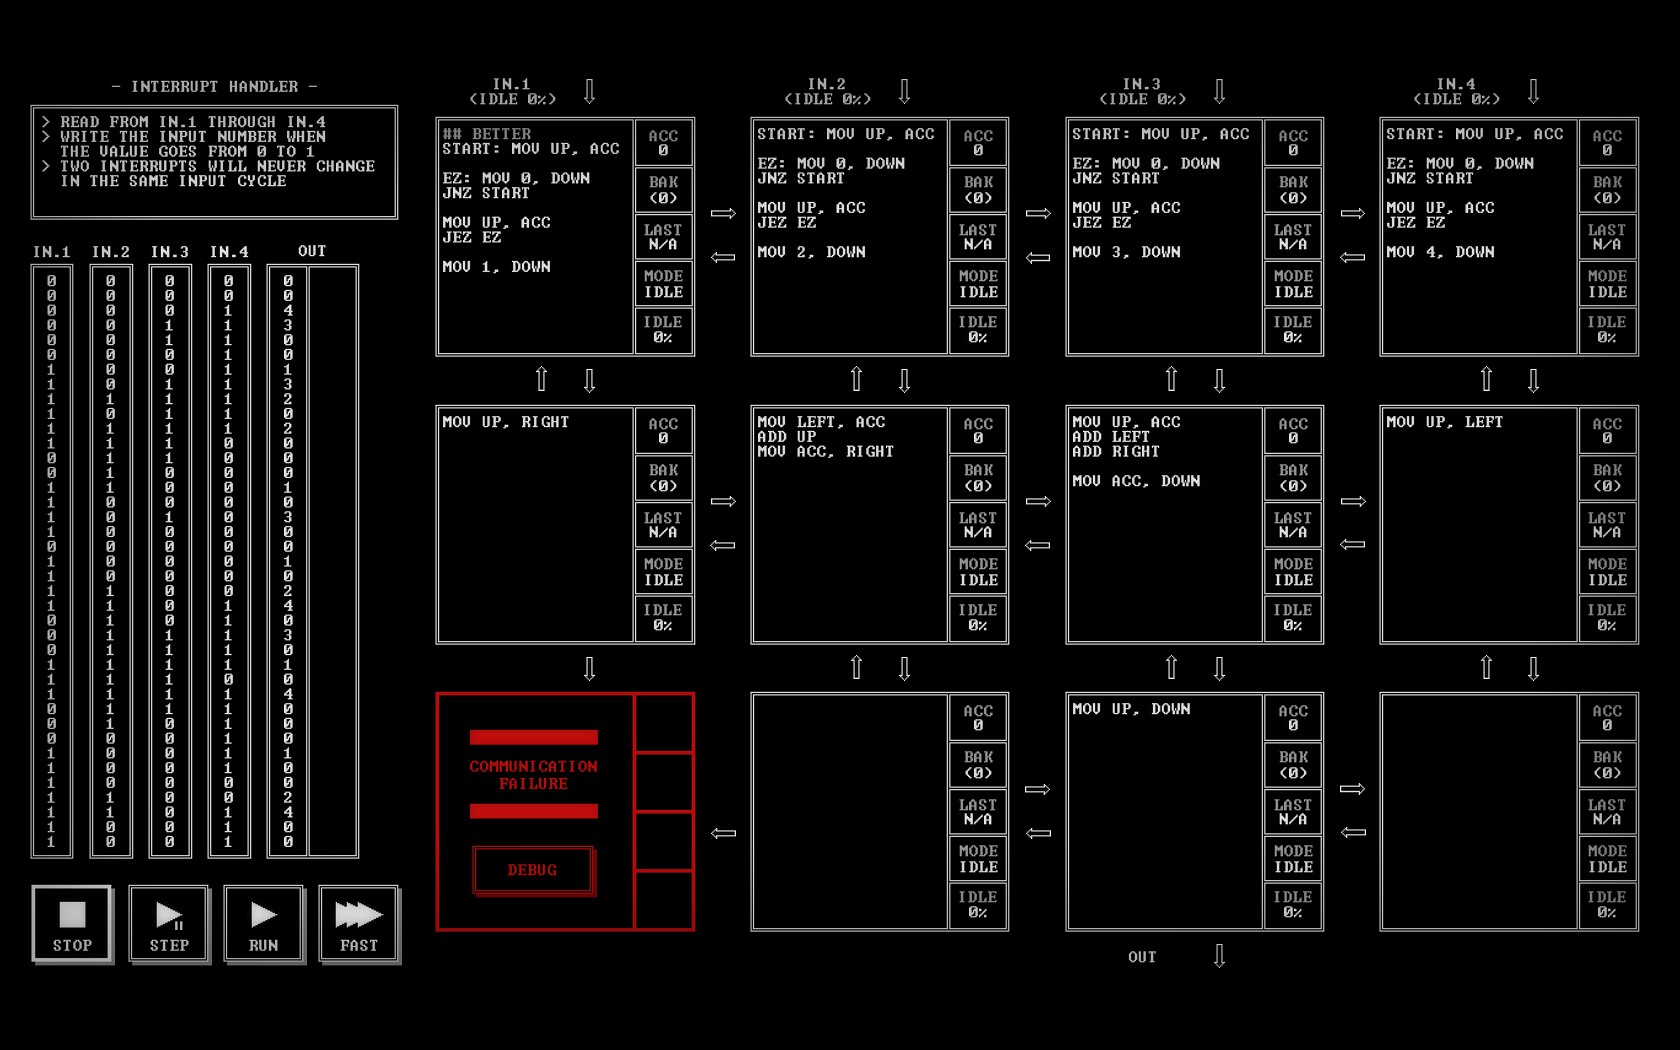 - INTERRUPT HANDLER -
> READ FROM IN.1 THROUGH IN.4
> WRITE THE INPUT NUMBER WHEN
THE VALUE GOES FROM 0 TO 1
> TWO INTERRUPTS WILL NEVER CHANGE
IN THE SAME INPUT CYCLE
IN.1 IN.2 IN.3 IN.4 OUT
0 0 0 0 0
0 0 0 0 0
0 0 0 1 4
0 0 1 1 3
0 0 1 1 0
0 0 0 1 0
1 0 0 1 1
1 0 1 1 3
1 1 1 1 2
1 0 1 1 0
1 1 1 1 2
1 1 1 0 0
0 1 1 0 0
0 1 0 0 0
1 1 0 0 1
1 0 0 0 0
1 0 1 0 3
1 0 0 0 0
0 0 0 0 0
1 0 0 0 1
1 0 0 0 0
1 1 0 1 2
1 1 0 1 4
0 1 0 1 0
0 1 1 1 3
0 1 1 1 0
1 1 1 1 1
1 1 1 0 0
1 1 1 1 4
0 1 1 1 0
0 1 0 1 0
0 0 0 1 0
1 0 0 1 1
1 0 0 1 0
1 0 0 0 0
1 1 0 0 2
1 1 0 1 4
1 0 0 1 0
1 0 0 1 0
STOP
STEP
RUN
FAST
IN.1
(IDLE 0%)
## BETTER
START: MOV UP, ACC
EZ: MOV 0, DOWN
JNZ START
MOV UP, ACC
JEZ EZ
MOV 1, DOWN
ACC
0
BAK
(0)
LAST
N/A
MODE
IDLE
IDLE
0%
IN.2
(IDLE 0%)
START: MOV UP, ACC
EZ: MOV 0, DOWN
JNZ START
MOV UP, ACC
JEZ EZ
MOV 2, DOWN
ACC
0
BAK
(0)
LAST
N/A
MODE
IDLE
IDLE
0%
IN.3
(IDLE 0%)
START: MOV UP, ACC
EZ: MOV 0, DOWN
JNZ START
MOV UP, ACC
JEZ EZ
MOV 3, DOWN
ACC
0
BAK
(0)
LAST
N/A
MODE
IDLE
IDLE
0%
IN.4
(IDLE 0%)
START: MOV UP, ACC
EZ: MOV 0, DOWN
JNZ START
MOV UP, ACC
JEZ EZ
MOV 4, DOWN
ACC
0
BAK
(0)
LAST
N/A
MODE
IDLE
IDLE
0%
MOV UP, RIGHT
ACC
0
BAK
(0)
LAST
N/A
MODE
IDLE
IDLE
0%
MOV LEFT, ACC
ADD UP
MOV ACC, RIGHT
ACC
0
BAK
(0)
LAST
N/A
MODE
IDLE
IDLE
0%
MOV UP, ACC
ADD LEFT
ADD RIGHT
MOV ACC, DOWN
ACC
0
BAK
(0)
LAST
N/A
MODE
IDLE
IDLE
0%
MOV UP, LEFT
ACC
0
BAK
(0)
LAST
N/A
MODE
IDLE
IDLE
0%
COMMUNICATION
FAILURE
DEBUG
ACC
0
BAK
(0)
LAST
N/A
MODE
IDLE
IDLE
0%
MOV UP, DOWN
ACC
0
BAK
(0)
LAST
N/A
MODE
IDLE
IDLE
0%
ACC
0
BAK
(0)
LAST
N/A
MODE
IDLE
IDLE
0%
OUT